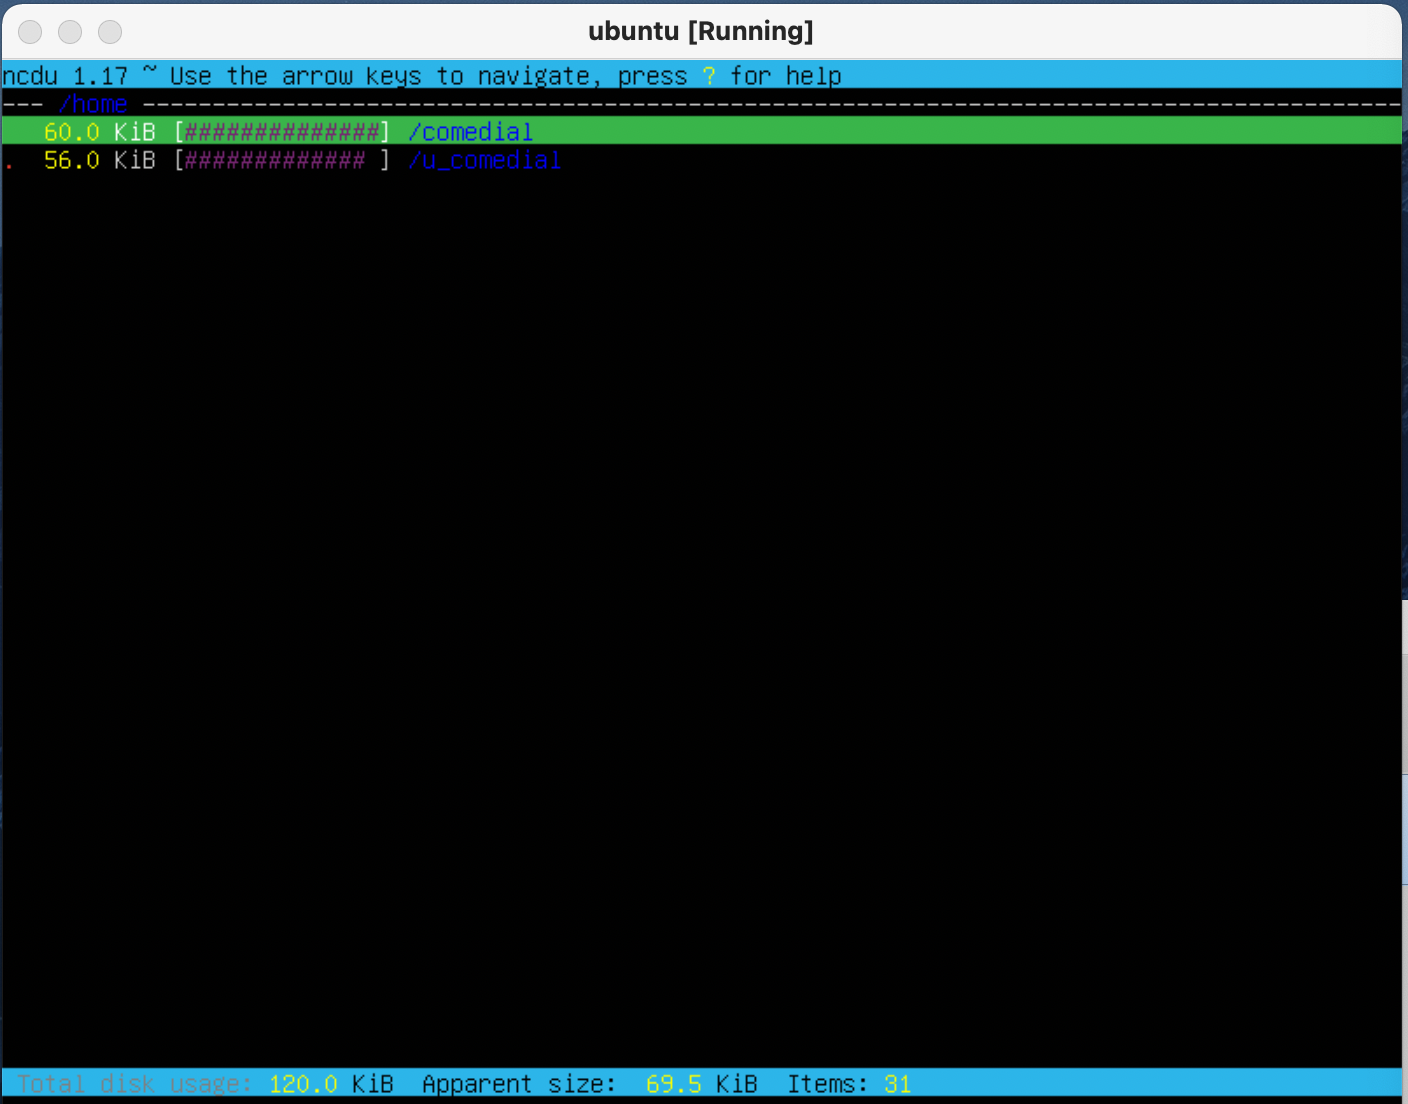 ubuntu [Running]
ncdu 1.17 ~ Use the arrow keys to navigate, press ? for help
--- /home ------------------------------------------------------------------------------------------
   60.0 KiB [##############] /comedial
.  56.0 KiB [############# ] /u_comedial
Total disk usage: 120.0 KiB  Apparent size:  69.5 KiB  Items: 31